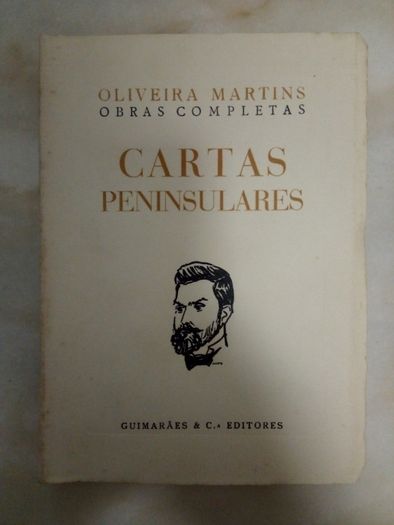 OLIVEIRA MARTINS
OBRAS COMPLETAS
CARTAS
PENINSULARES
GUIMARÃES & C.ª EDITORES